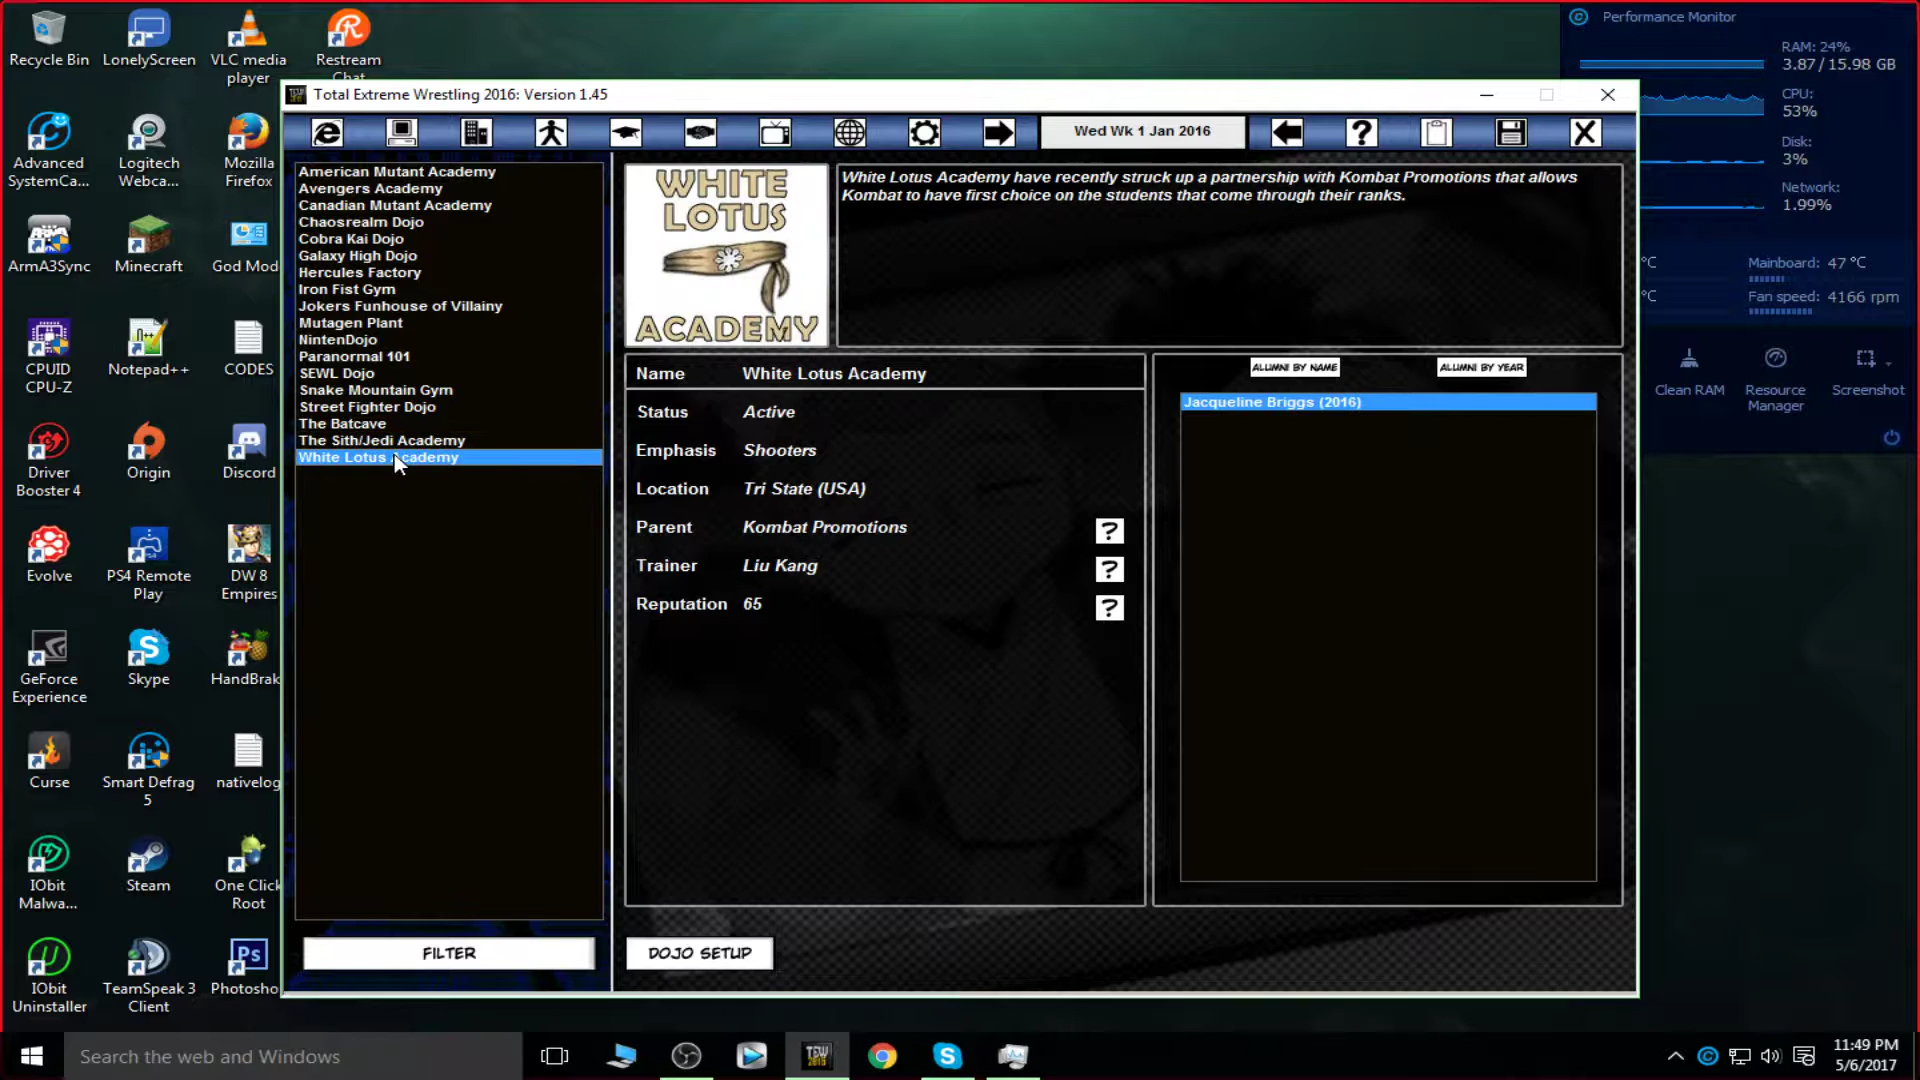 Recycle Bin
LonelyScreen
VLC media
player
Restream
Chat
Advanced
SystemCa...
Logitech
Webca...
Mozilla
Firefox
ArmA3Sync
Minecraft
God Mod
CPUID
CPU-Z
Notepad++
CODES
Driver
Booster 4
Origin
Discord
Evolve
PS4 Remote
Play
DW 8
Empires
GeForce
Experience
Skype
HandBrak
Curse
Smart Defrag
5
nativelog
IObit
Malwa...
Steam
One Click
Root
IObit
Uninstaller
TeamSpeak 3
Client
Photosho
Total Extreme Wrestling 2016: Version 1.45
Wed Wk 1 Jan 2016
American Mutant Academy
Avengers Academy
Canadian Mutant Academy
Chaosrealm Dojo
Cobra Kai Dojo
Galaxy High Dojo
Hercules Factory
Iron Fist Gym
Jokers Funhouse of Villainy
Mutagen Plant
NintenDojo
Paranormal 101
SEWL Dojo
Snake Mountain Gym
Street Fighter Dojo
The Batcave
The Sith/Jedi Academy
White Lotus Academy
FILTER
WHITE
LOTUS
ACADEMY
White Lotus Academy have recently struck up a partnership with Kombat Promotions that allows
Kombat to have first choice on the students that come through their ranks.
Name White Lotus Academy
Status Active
Emphasis Shooters
Location Tri State (USA)
Parent Kombat Promotions ?
Trainer Liu Kang ?
Reputation 65 ?
ALUMNI BY NAME
ALUMNI BY YEAR
Jacqueline Briggs (2016)
DOJO SETUP
Performance Monitor
RAM: 24%
3.87 / 15.98 GB
CPU:
53%
Disk:
3%
Network:
1.99%
°C Mainboard: 47 °C
°C Fan speed: 4166 rpm
Clean RAM
Resource
Manager
Screenshot
Search the web and Windows
11:49 PM
5/6/2017